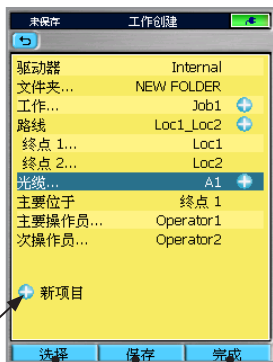 未保存 工作创建
驱动器 Internal
文件夹... NEW FOLDER
工作... Job1
路线 Loc1_Loc2
终点 1... Loc1
终点 2... Loc2
光缆... A1
主要位于 终点 1
主要操作员... Operator1
次操作员... Operator2
新项目
选择 保存 完成